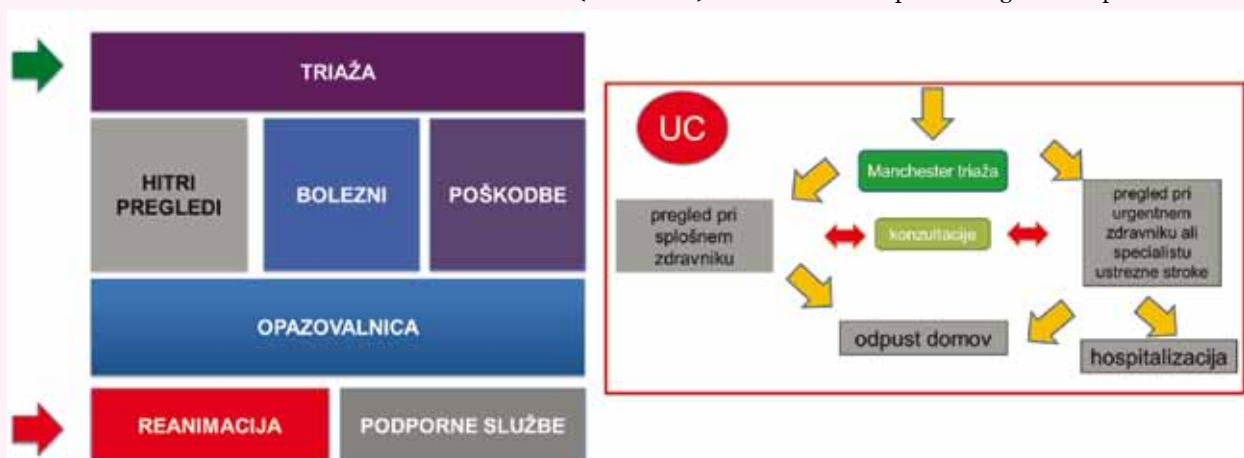 TRIAŽA
HITRI
PREGLEDI
BOLEZNI
POŠKODBE
OPAZOVALNICA
REANIMACIJA
PODPORNE SLUŽBE
UC
Manchester triaža
pregled pri
splošnem
zdravniku
konzultacije
pregled pri
urgentnem
zdravniku ali
specialistu
ustrezne stroke
odpust domov
hospitalizacija